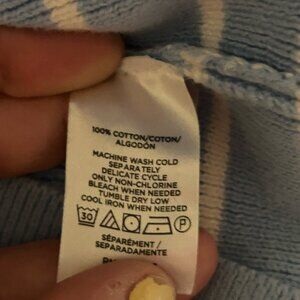 100% COTTON/COTON/
ALGODÓN
MACHINE WASH COLD
SEPARATELY
DELICATE CYCLE
ONLY NON-CHLORINE
BLEACH WHEN NEEDED
TUMBLE DRY LOW
COOL IRON WHEN NEEDED
30 P
SÉPARÉMENT /
SEPARADAMENTE